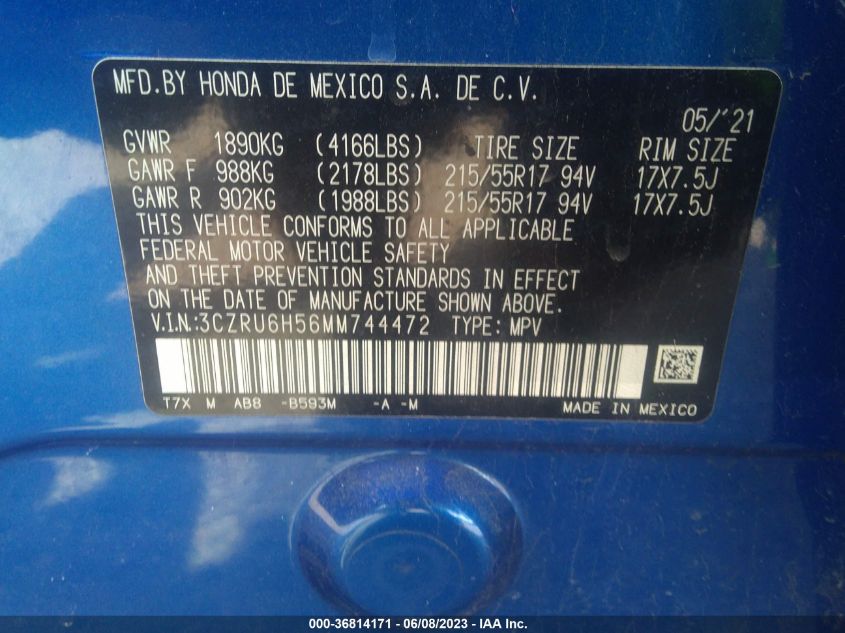 MFD.BY HONDA DE MEXICO S.A. DE C.V.
05/'21
GVWR 1890KG (4166LBS) TIRE SIZE RIM SIZE
GAWR F 988KG (2178LBS) 215/55R17 94V 17X7.5J
GAWR R 902KG (1988LBS) 215/55R17 94V 17X7.5J
THIS VEHICLE CONFORMS TO ALL APPLICABLE
FEDERAL MOTOR VEHICLE SAFETY
AND THEFT PREVENTION STANDARDS IN EFFECT
ON THE DATE OF MANUFACTURE SHOWN ABOVE.
V.I.N.:3CZRU6H56MM744472 TYPE: MPV
T7X M AB8 -B593M -A -M MADE IN MEXICO
000-36814171 - 06/08/2023 - IAA Inc.